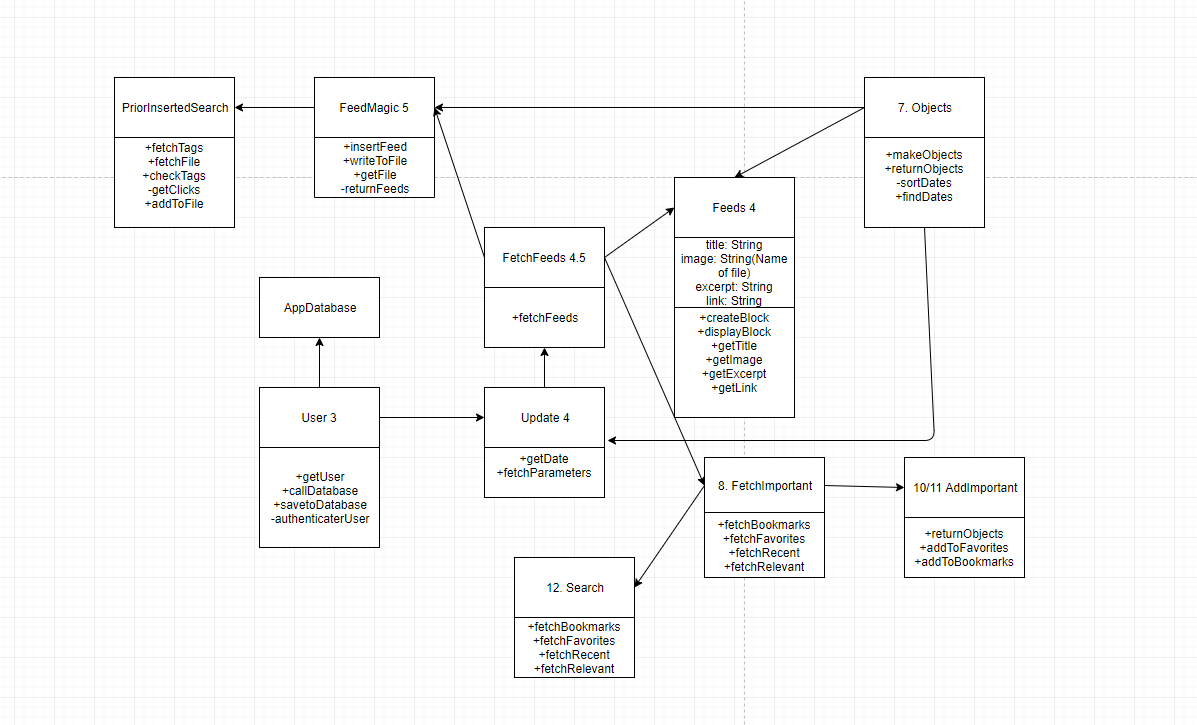 PriorInsertedSearch
+fetchTags
+fetchFile
+checkTags
-getClicks
+addToFile
FeedMagic 5
+insertFeed
+writeToFile
+getFile
-returnFeeds
7. Objects
+makeObjects
+returnObjects
-sortDates
+findDates
Feeds 4
title: String
image: String(Name
of file)
excerpt: String
link: String
+createBlock
+displayBlock
+getTitle
+getImage
+getExcerpt
+getLink
FetchFeeds 4.5
+fetchFeeds
AppDatabase
User 3
+getUser
+callDatabase
+savetoDatabase
-authenticaterUser
Update 4
+getDate
+fetchParameters
8. FetchImportant
+fetchBookmarks
+fetchFavorites
+fetchRecent
+fetchRelevant
10/11 AddImportant
+returnObjects
+addToFavorites
+addToBookmarks
12. Search
+fetchBookmarks
+fetchFavorites
+fetchRecent
+fetchRelevant